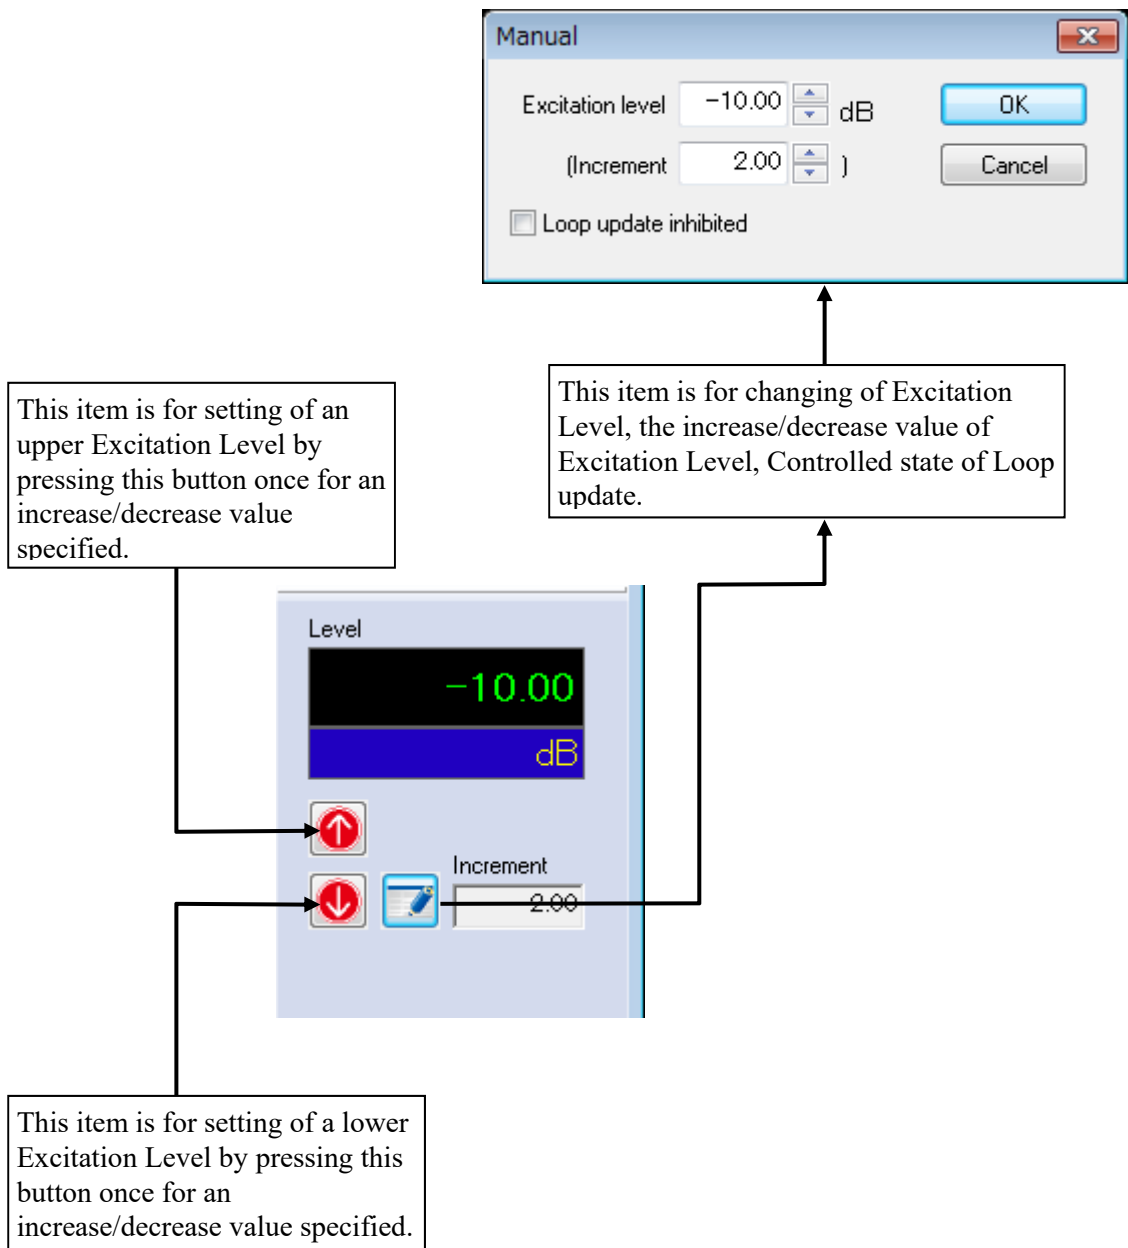 Manual
Excitation level -10.00 dB OK
(Increment 2.00 ) Cancel
Loop update inhibited
This item is for changing of Excitation
Level, the increase/decrease value of
Excitation Level, Controlled state of Loop
update.
This item is for setting of an
upper Excitation Level by
pressing this button once for an
increase/decrease value
specified.
Level
-10.00
dB
Increment
2.00
This item is for setting of a lower
Excitation Level by pressing this
button once for an
increase/decrease value specified.